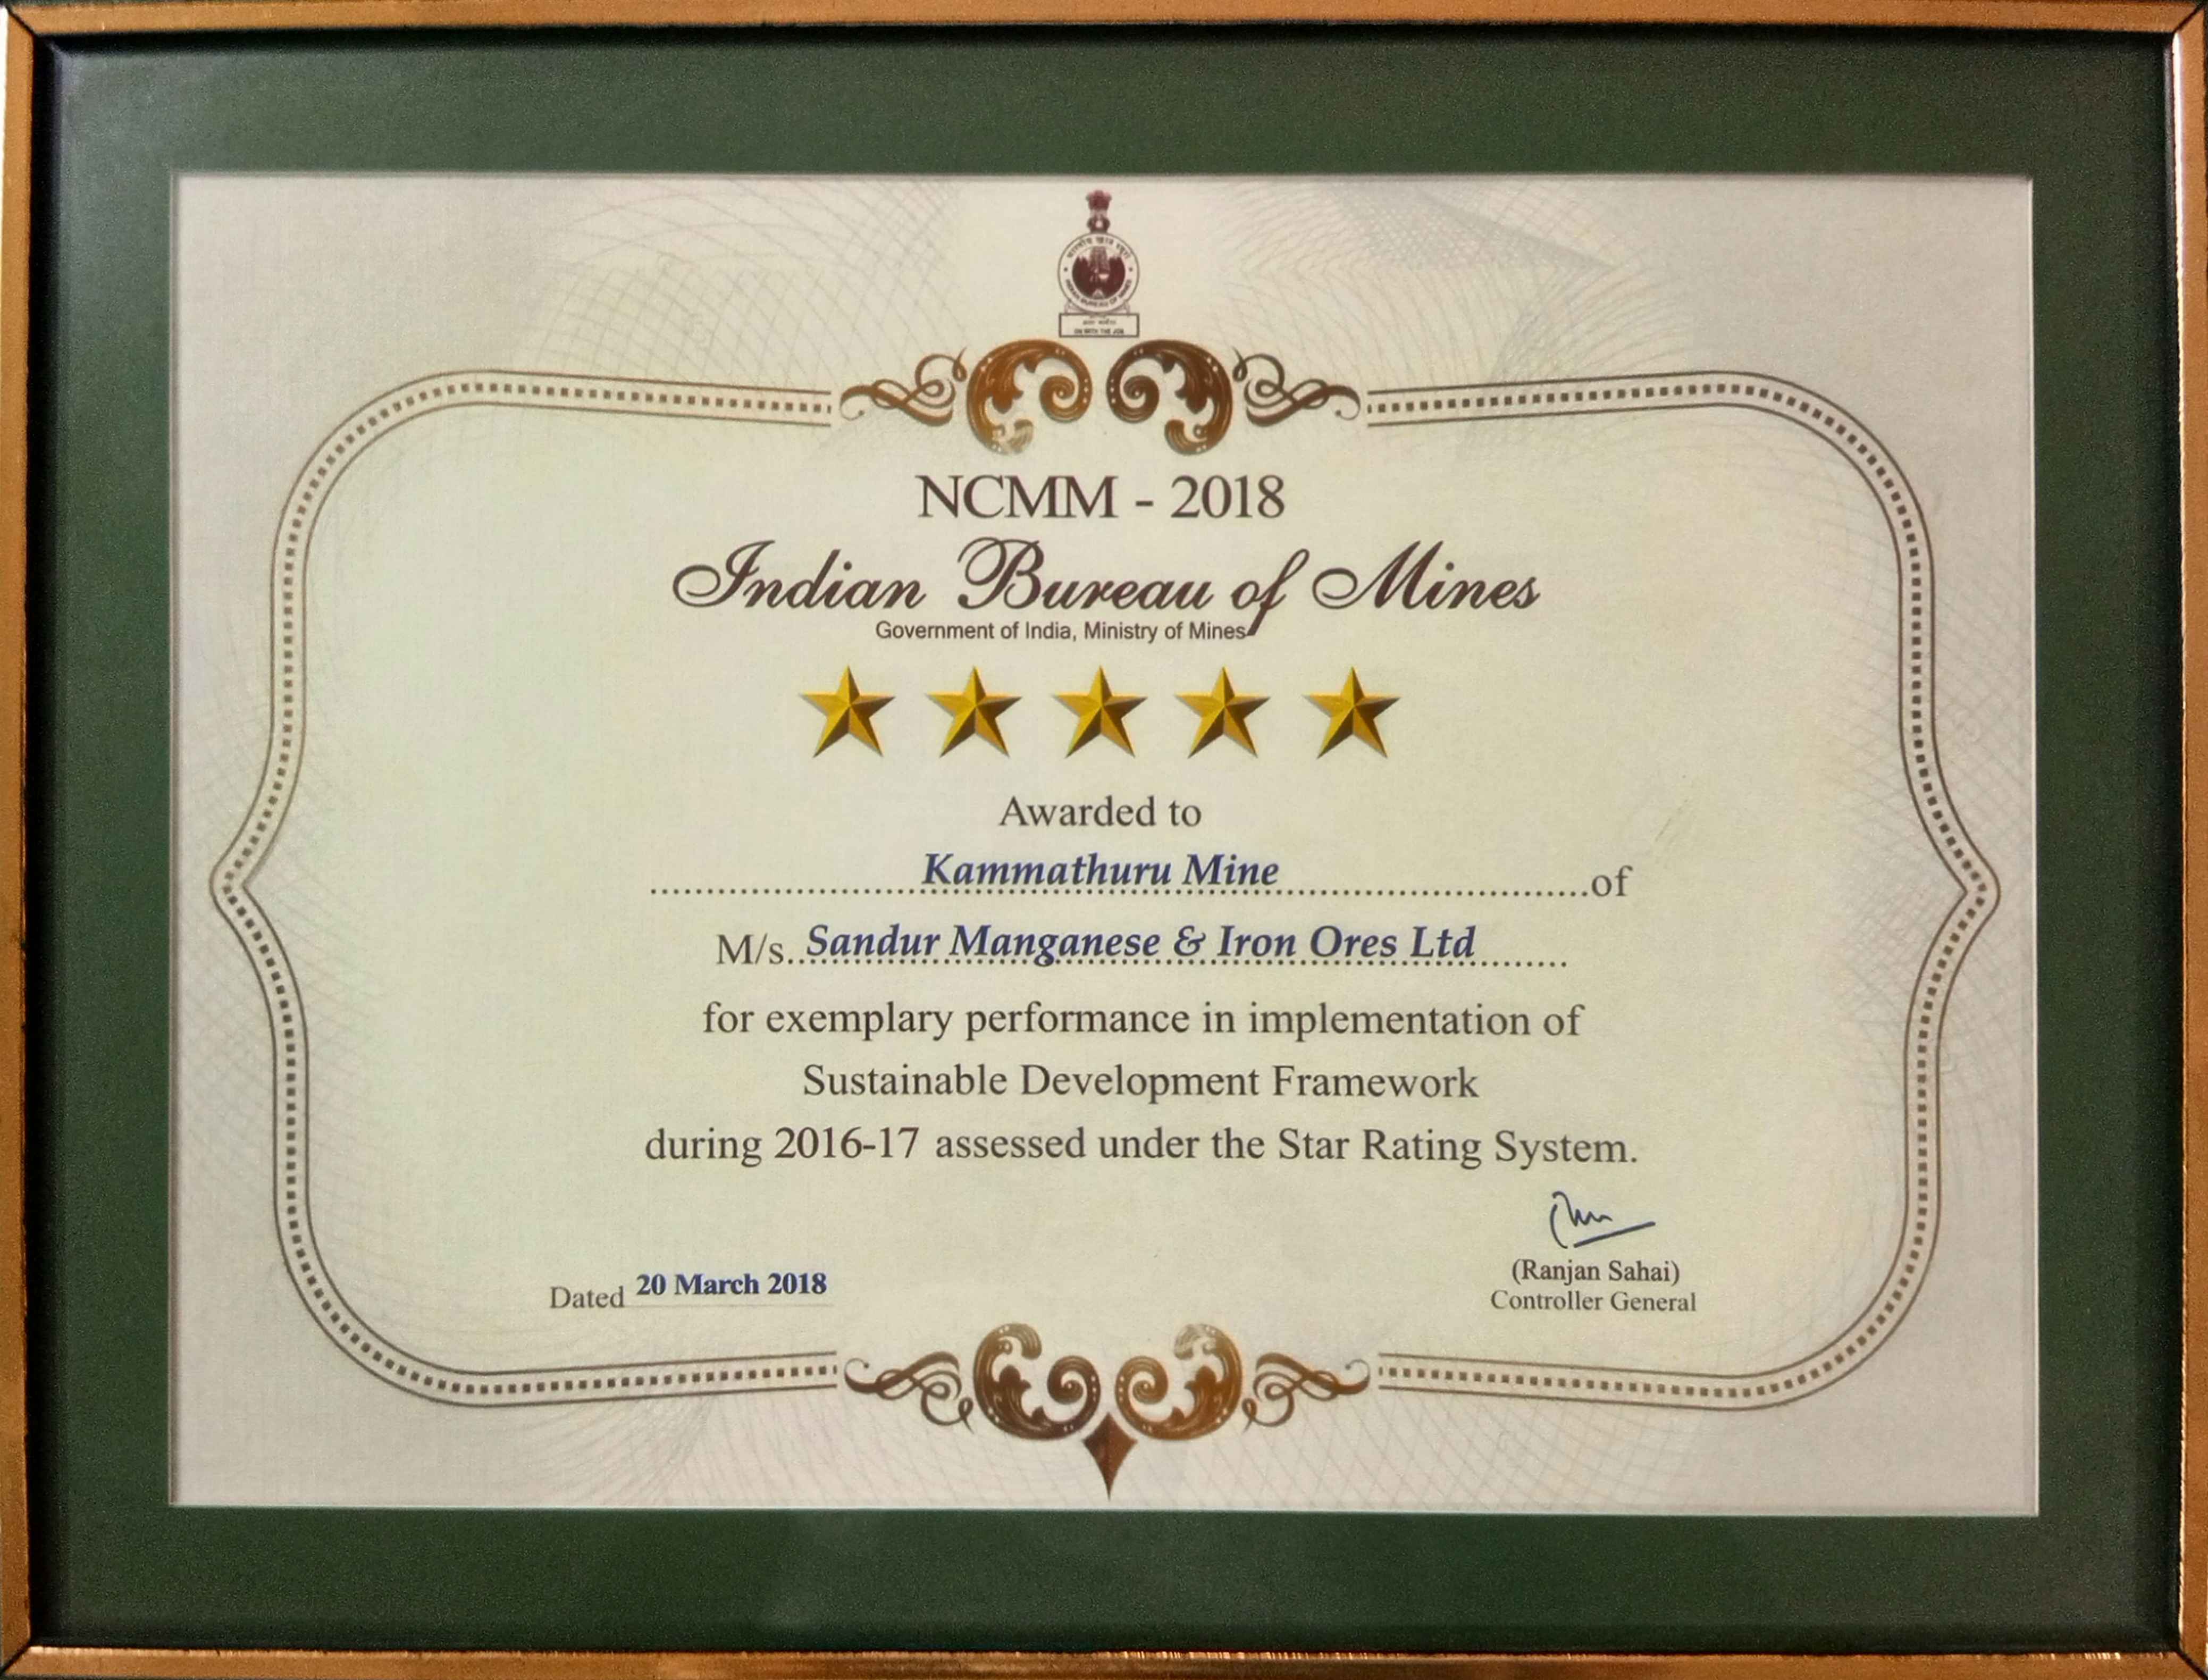 NCMM - 2018
Indian Bureau of Mines
Government of India, Ministry of Mines
Awarded to
Kammathuru Mine of
M/s. Sandur Manganese & Iron Ores Ltd
for exemplary performance in implementation of
Sustainable Development Framework
during 2016-17 assessed under the Star Rating System.
Dated 20 March 2018
(Ranjan Sahai)
Controller General